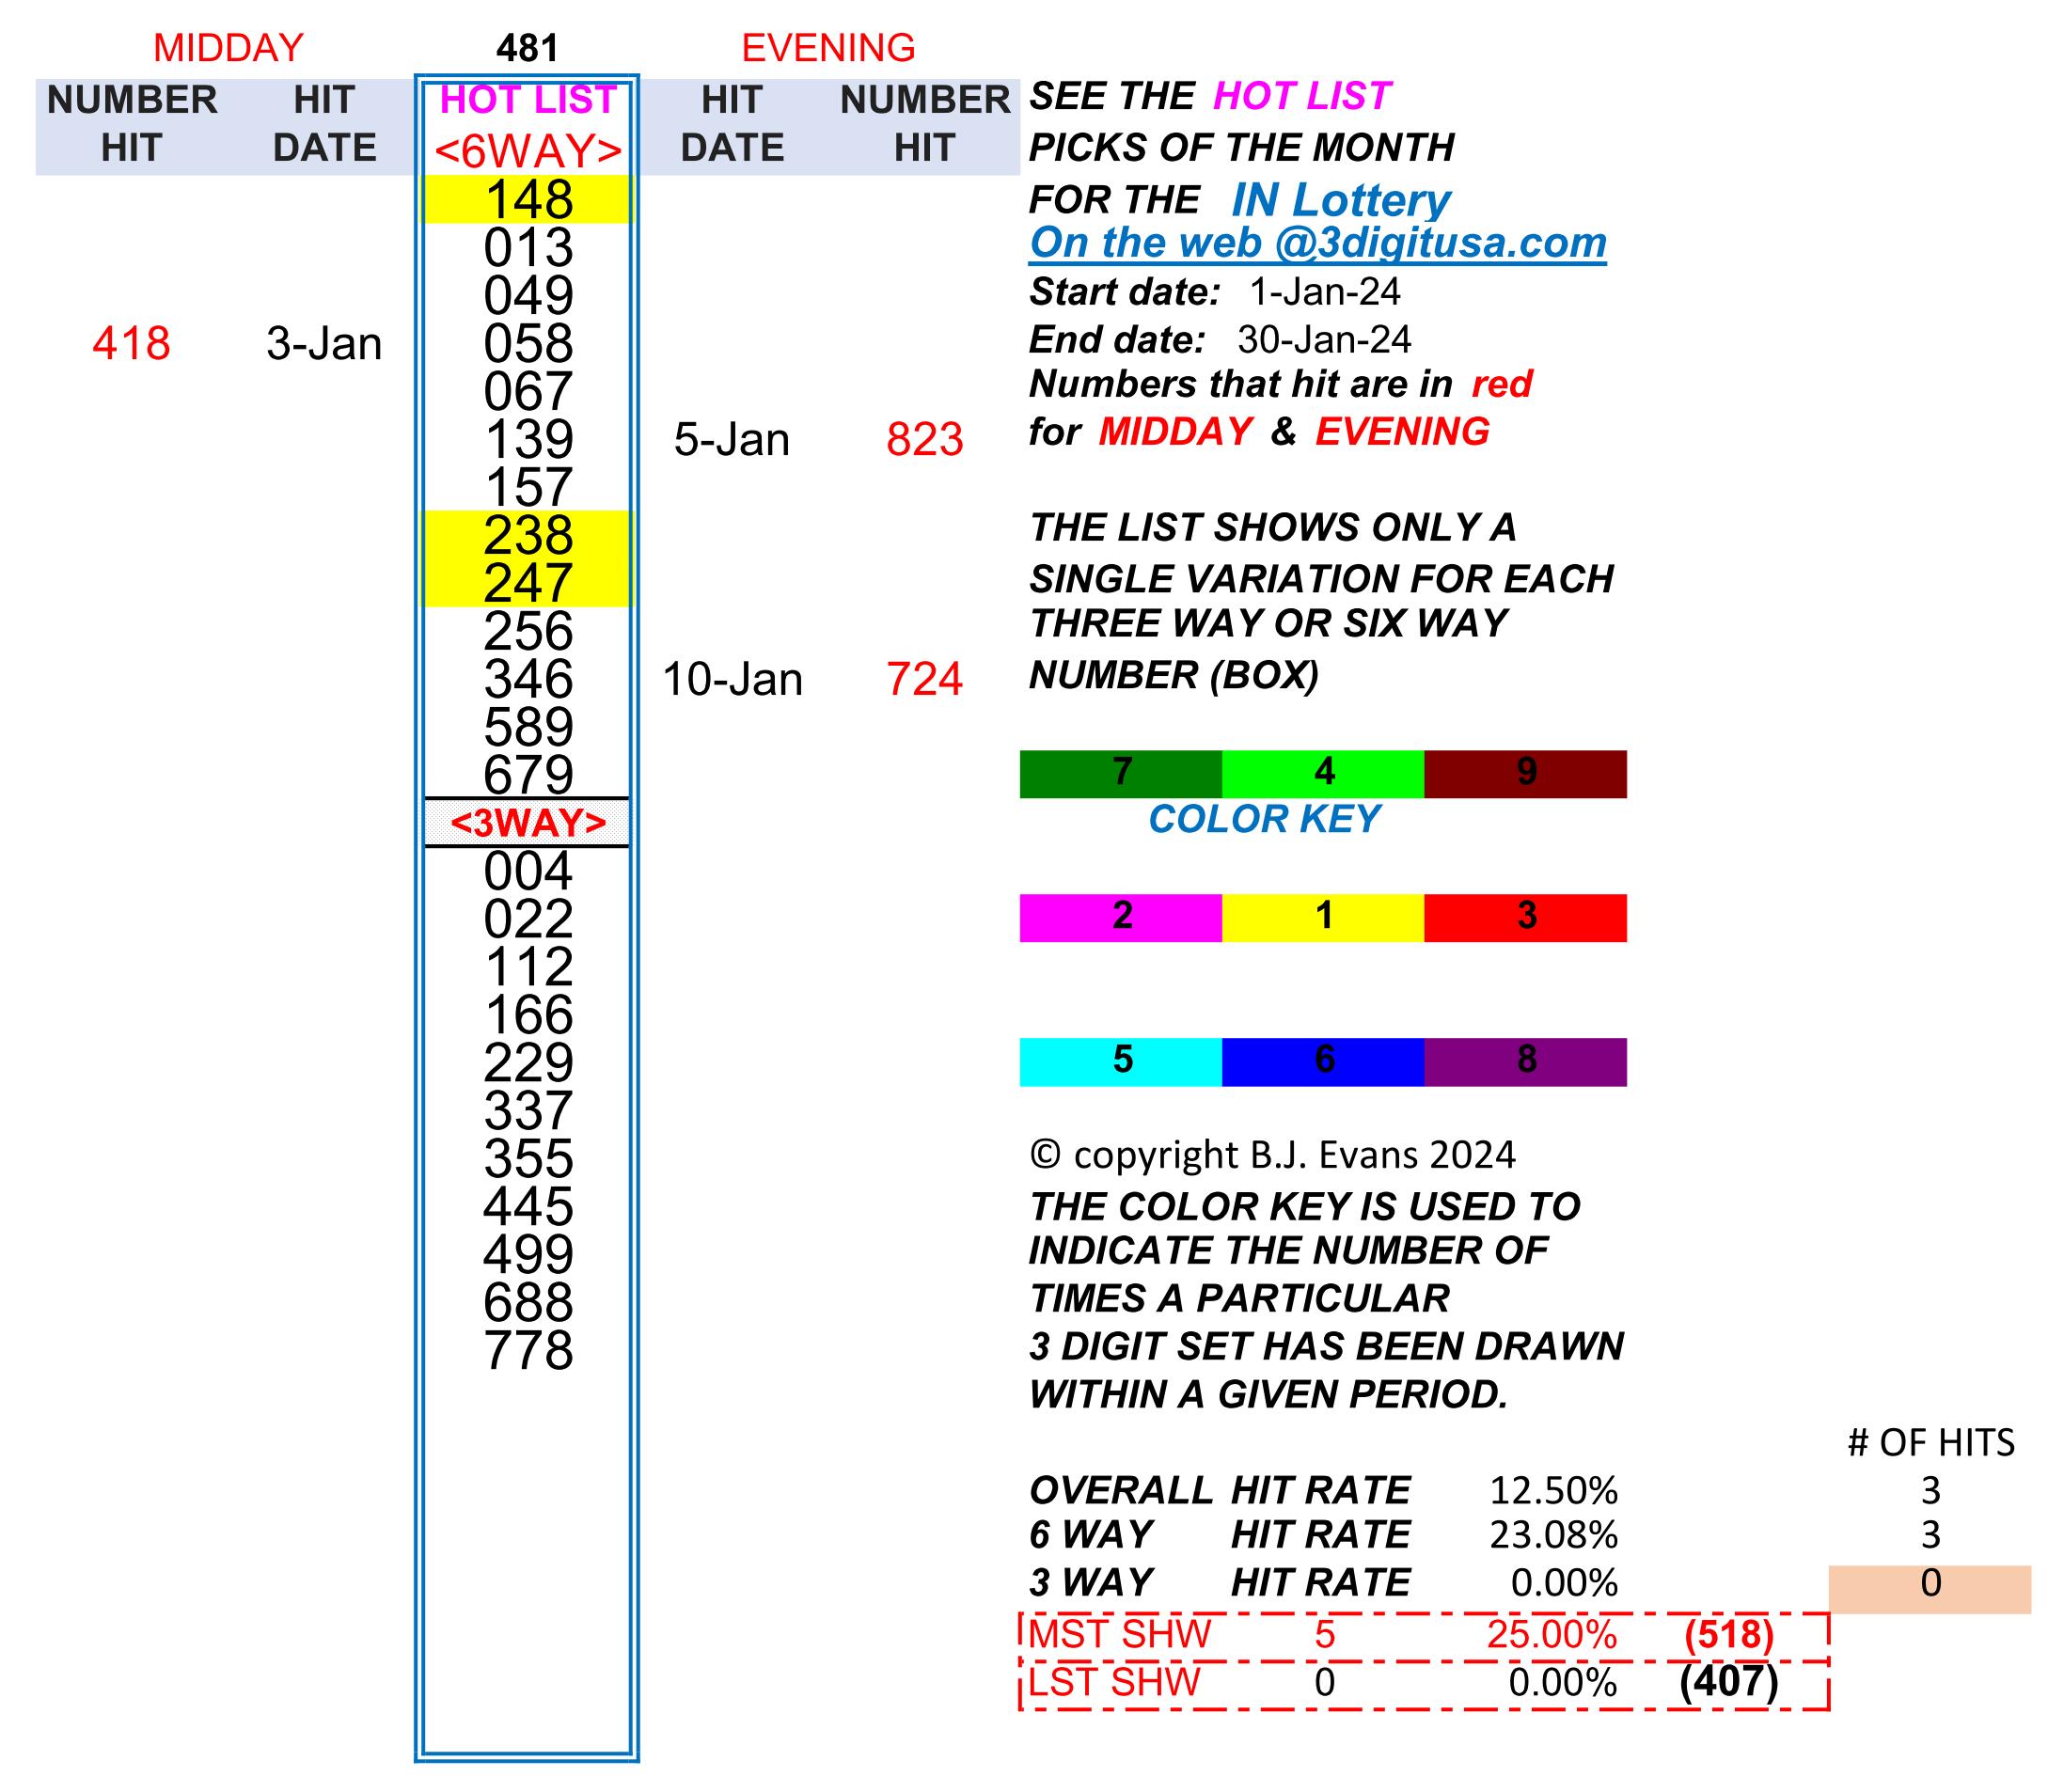 MIDDAY 481 EVENING
NUMBER HIT HOT LIST HIT NUMBER SEE THE HOT LIST
HIT DATE <6WAY> DATE HIT PICKS OF THE MONTH
148 FOR THE IN Lottery
013 On the web @3digitusa.com
049 Start date: 1-Jan-24
418 3-Jan 058 End date: 30-Jan-24
067 Numbers that hit are in red
139 5-Jan 823 for MIDDAY & EVENING
157
238 THE LIST SHOWS ONLY A
247 SINGLE VARIATION FOR EACH
256 THREE WAY OR SIX WAY
346 10-Jan 724 NUMBER (BOX)
589
679 7 4 9
<3WAY> COLOR KEY
004
022 2 1 3
112
166
229 5 6 8
337
355 © copyright B.J. Evans 2024
445 THE COLOR KEY IS USED TO
499 INDICATE THE NUMBER OF
688 TIMES A PARTICULAR
778 3 DIGIT SET HAS BEEN DRAWN
WITHIN A GIVEN PERIOD.
# OF HITS
OVERALL HIT RATE 12.50% 3
6 WAY HIT RATE 23.08% 3
3 WAY HIT RATE 0.00% 0
MST SHW 5 25.00% (518)
LST SHW 0 0.00% (407)